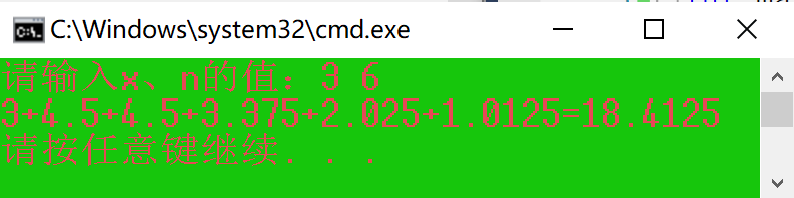 C:\Windows\system32\cmd.exe
请输入x、n的值：3 6
3+4.5+4.5+3.375+2.025+1.0125=18.4125
请按任意键继续. . .